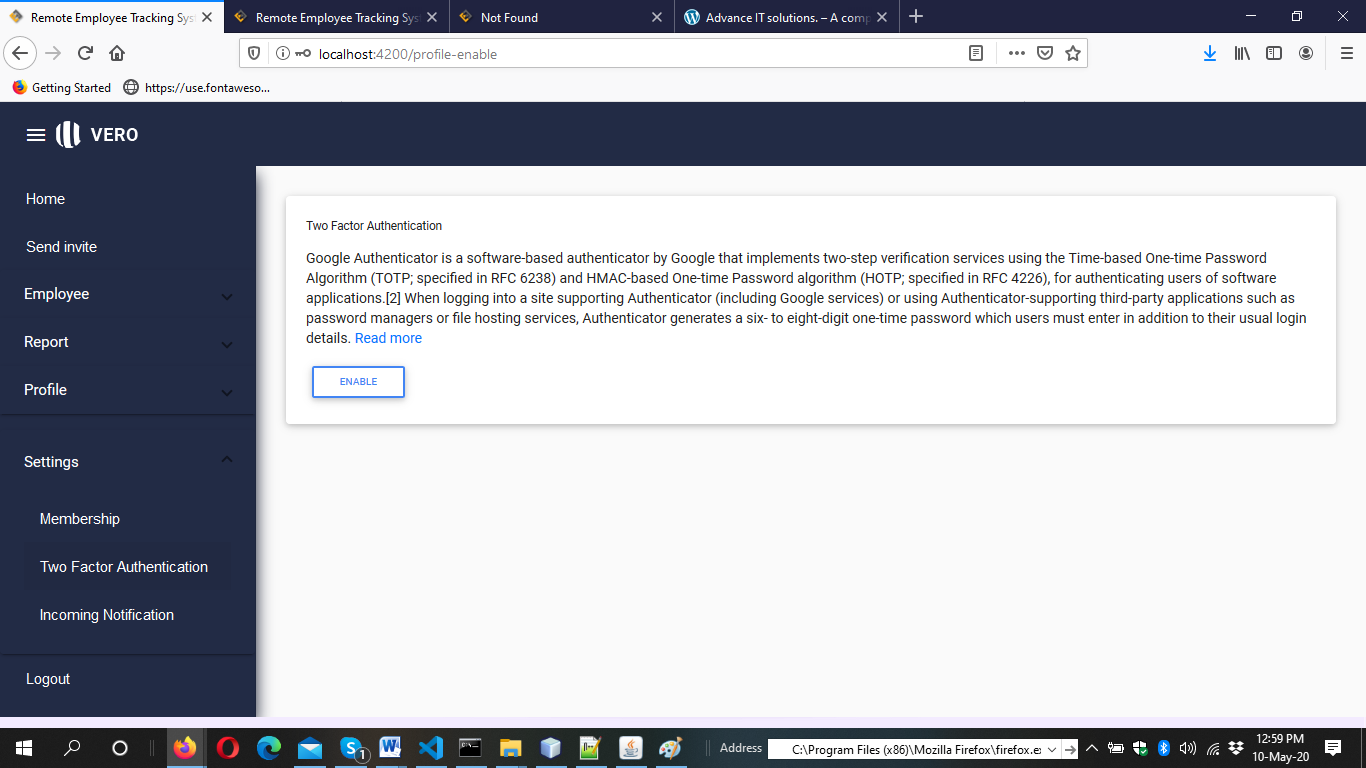 Remote Employee Tracking Sys
Remote Employee Tracking Sys
Not Found
Advance IT solutions. – A comp
localhost:4200/profile-enable
Getting Started
https://use.fontaweso...
VERO
Home
Send invite
Employee
Report
Profile
Settings
Membership
Two Factor Authentication
Incoming Notification
Logout
Two Factor Authentication
Google Authenticator is a software-based authenticator by Google that implements two-step verification services using the Time-based One-time Password
Algorithm (TOTP; specified in RFC 6238) and HMAC-based One-time Password algorithm (HOTP; specified in RFC 4226), for authenticating users of software
applications.[2] When logging into a site supporting Authenticator (including Google services) or using Authenticator-supporting third-party applications such as
password managers or file hosting services, Authenticator generates a six- to eight-digit one-time password which users must enter in addition to their usual login
details. Read more
ENABLE
1
Address
C:\Program Files (x86)\Mozilla Firefox\firefox.ex
12:59 PM
10-May-20